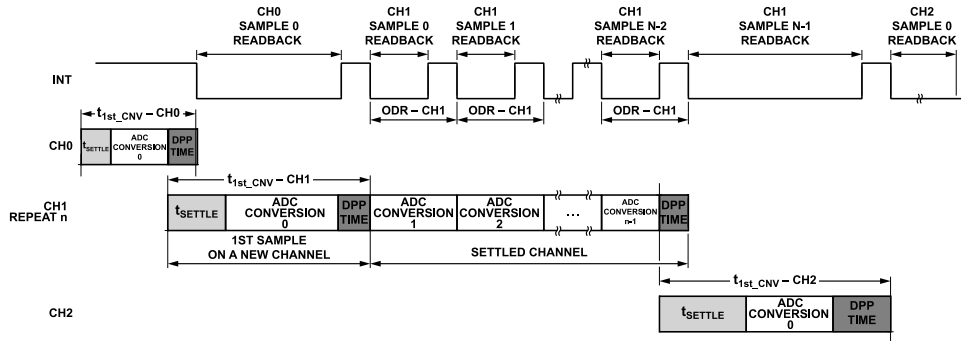 CH0
SAMPLE 0
READBACK
CH1
SAMPLE 0
READBACK
CH1
SAMPLE 1
READBACK
CH1
SAMPLE N-2
READBACK
CH1
SAMPLE N-1
READBACK
CH2
SAMPLE 0
READBACK
INT
ODR – CH1
ODR – CH1
ODR – CH1
t1st_CNV – CH0
CH0
tSETTLE
ADC
CONVERSION
0
DPP
TIME
t1st_CNV – CH1
CH1
REPEAT n
tSETTLE
ADC
CONVERSION
0
DPP
TIME
ADC
CONVERSION
1
ADC
CONVERSION
2
...
ADC
CONVERSION
n-1
DPP
TIME
1ST SAMPLE
ON A NEW CHANNEL
SETTLED CHANNEL
t1st_CNV – CH2
CH2
tSETTLE
ADC
CONVERSION
0
DPP
TIME